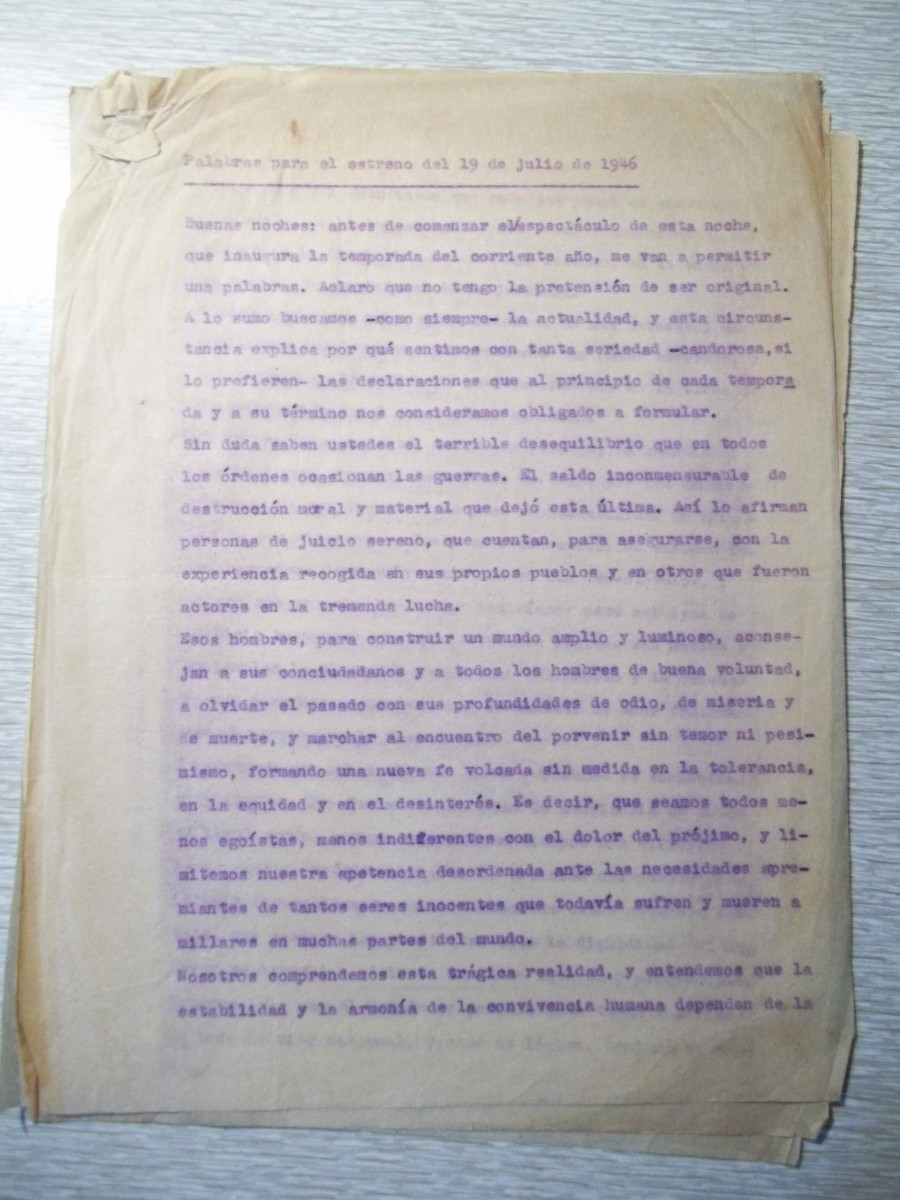 Palabras para el estreno del 19 de julio de 1946
Buenas noches: antes de comenzar el/espectáculo de esta noche,
que inaugura la temporada del corriente año, me van a permitir
una palabras. Aclaro que no tengo la pretensión de ser original.
A lo sumo buscamos -como siempre- la actualidad, y esta circuns-
tancia explica por qué sentimos con tanta seriedad -candorosa,si
lo prefieren- las declaraciones que al principio de cada tempora
da y a su término nos consideramos obligados a formular.
Sin duda saben ustedes el terrible desequilibrio que en todos
los órdenes ocasionan las guerras. El saldo inconmensurable de
destrucción moral y material que dejó esta última. Así lo afirman
personas de juicio sereno, que cuentan, para asegurarse, con la
experiencia recogida en sus propios pueblos y en otros que fueron
actores en la tremenda lucha.
Esos hombres, para construir un mundo amplio y luminoso, aconse-
jan a sus conciudadanos y a todos los hombres de buena voluntad,
a olvidar el pasado con sus profundidades de odio, de miseria y
de muerte, y marchar al encuentro del porvenir sin temor ni pesi-
mismo, formando una nueva fe volcada sin medida en la tolerancia,
en la equidad y en el desinterés. Es decir, que seamos todos me-
nos egoístas, menos indiferentes con el dolor del prójimo, y li-
mitemos nuestra apetencia desordenada ante las necesidades apre-
miantes de tantos seres inocentes que todavía sufren y mueren a
millares en muchas partes del mundo.
Nosotros comprendemos esta trágica realidad, y entendemos que la
estabilidad y la armonía de la convivencia humana dependen de la